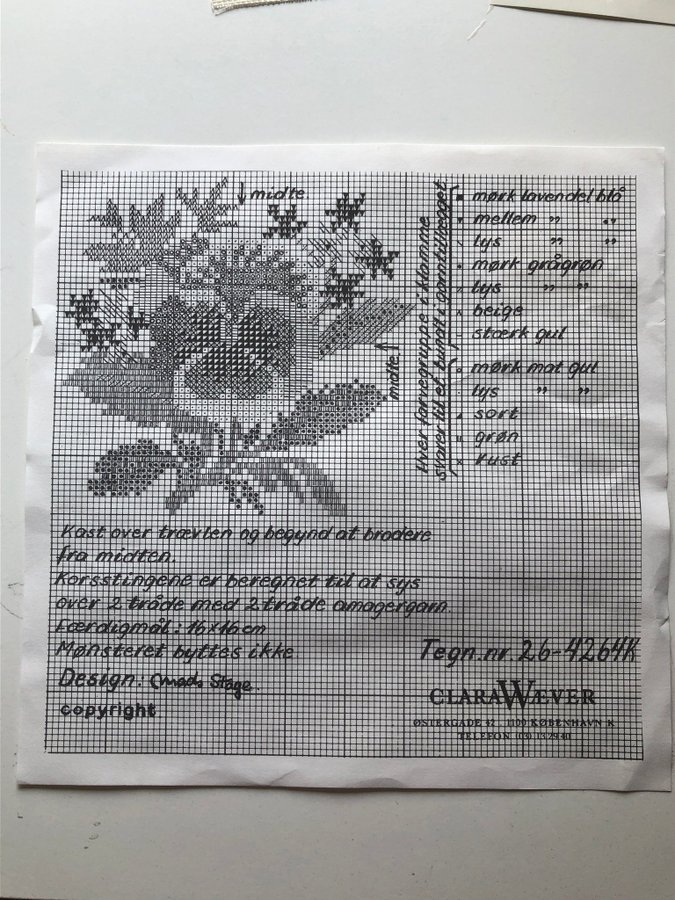 midte.
mørk lavendel blå
mellem " "
lys " "
mørk grågrøn
lys " "
beige
stærk gul
mørk mat gul
lys " "
sort
grøn
rust
Hver farvegruppe i klamme
svarer til et bundt i garntillægget
midte
Kast over trævlen og begynd at brodere
fra midten.
Korsstingene er beregnet til at sys
over 2 tråde med 2 tråde amagergarn.
Færdigmål: 16x16 cm
Mønsteret byttes ikke
Design:
Stage.
copyright
Tegn.nr. 26-4264K
CLARA WÆVER
ØSTERGADE 42 . 1100 KØBENHAVN K
TELEFON (01) 13 29 40